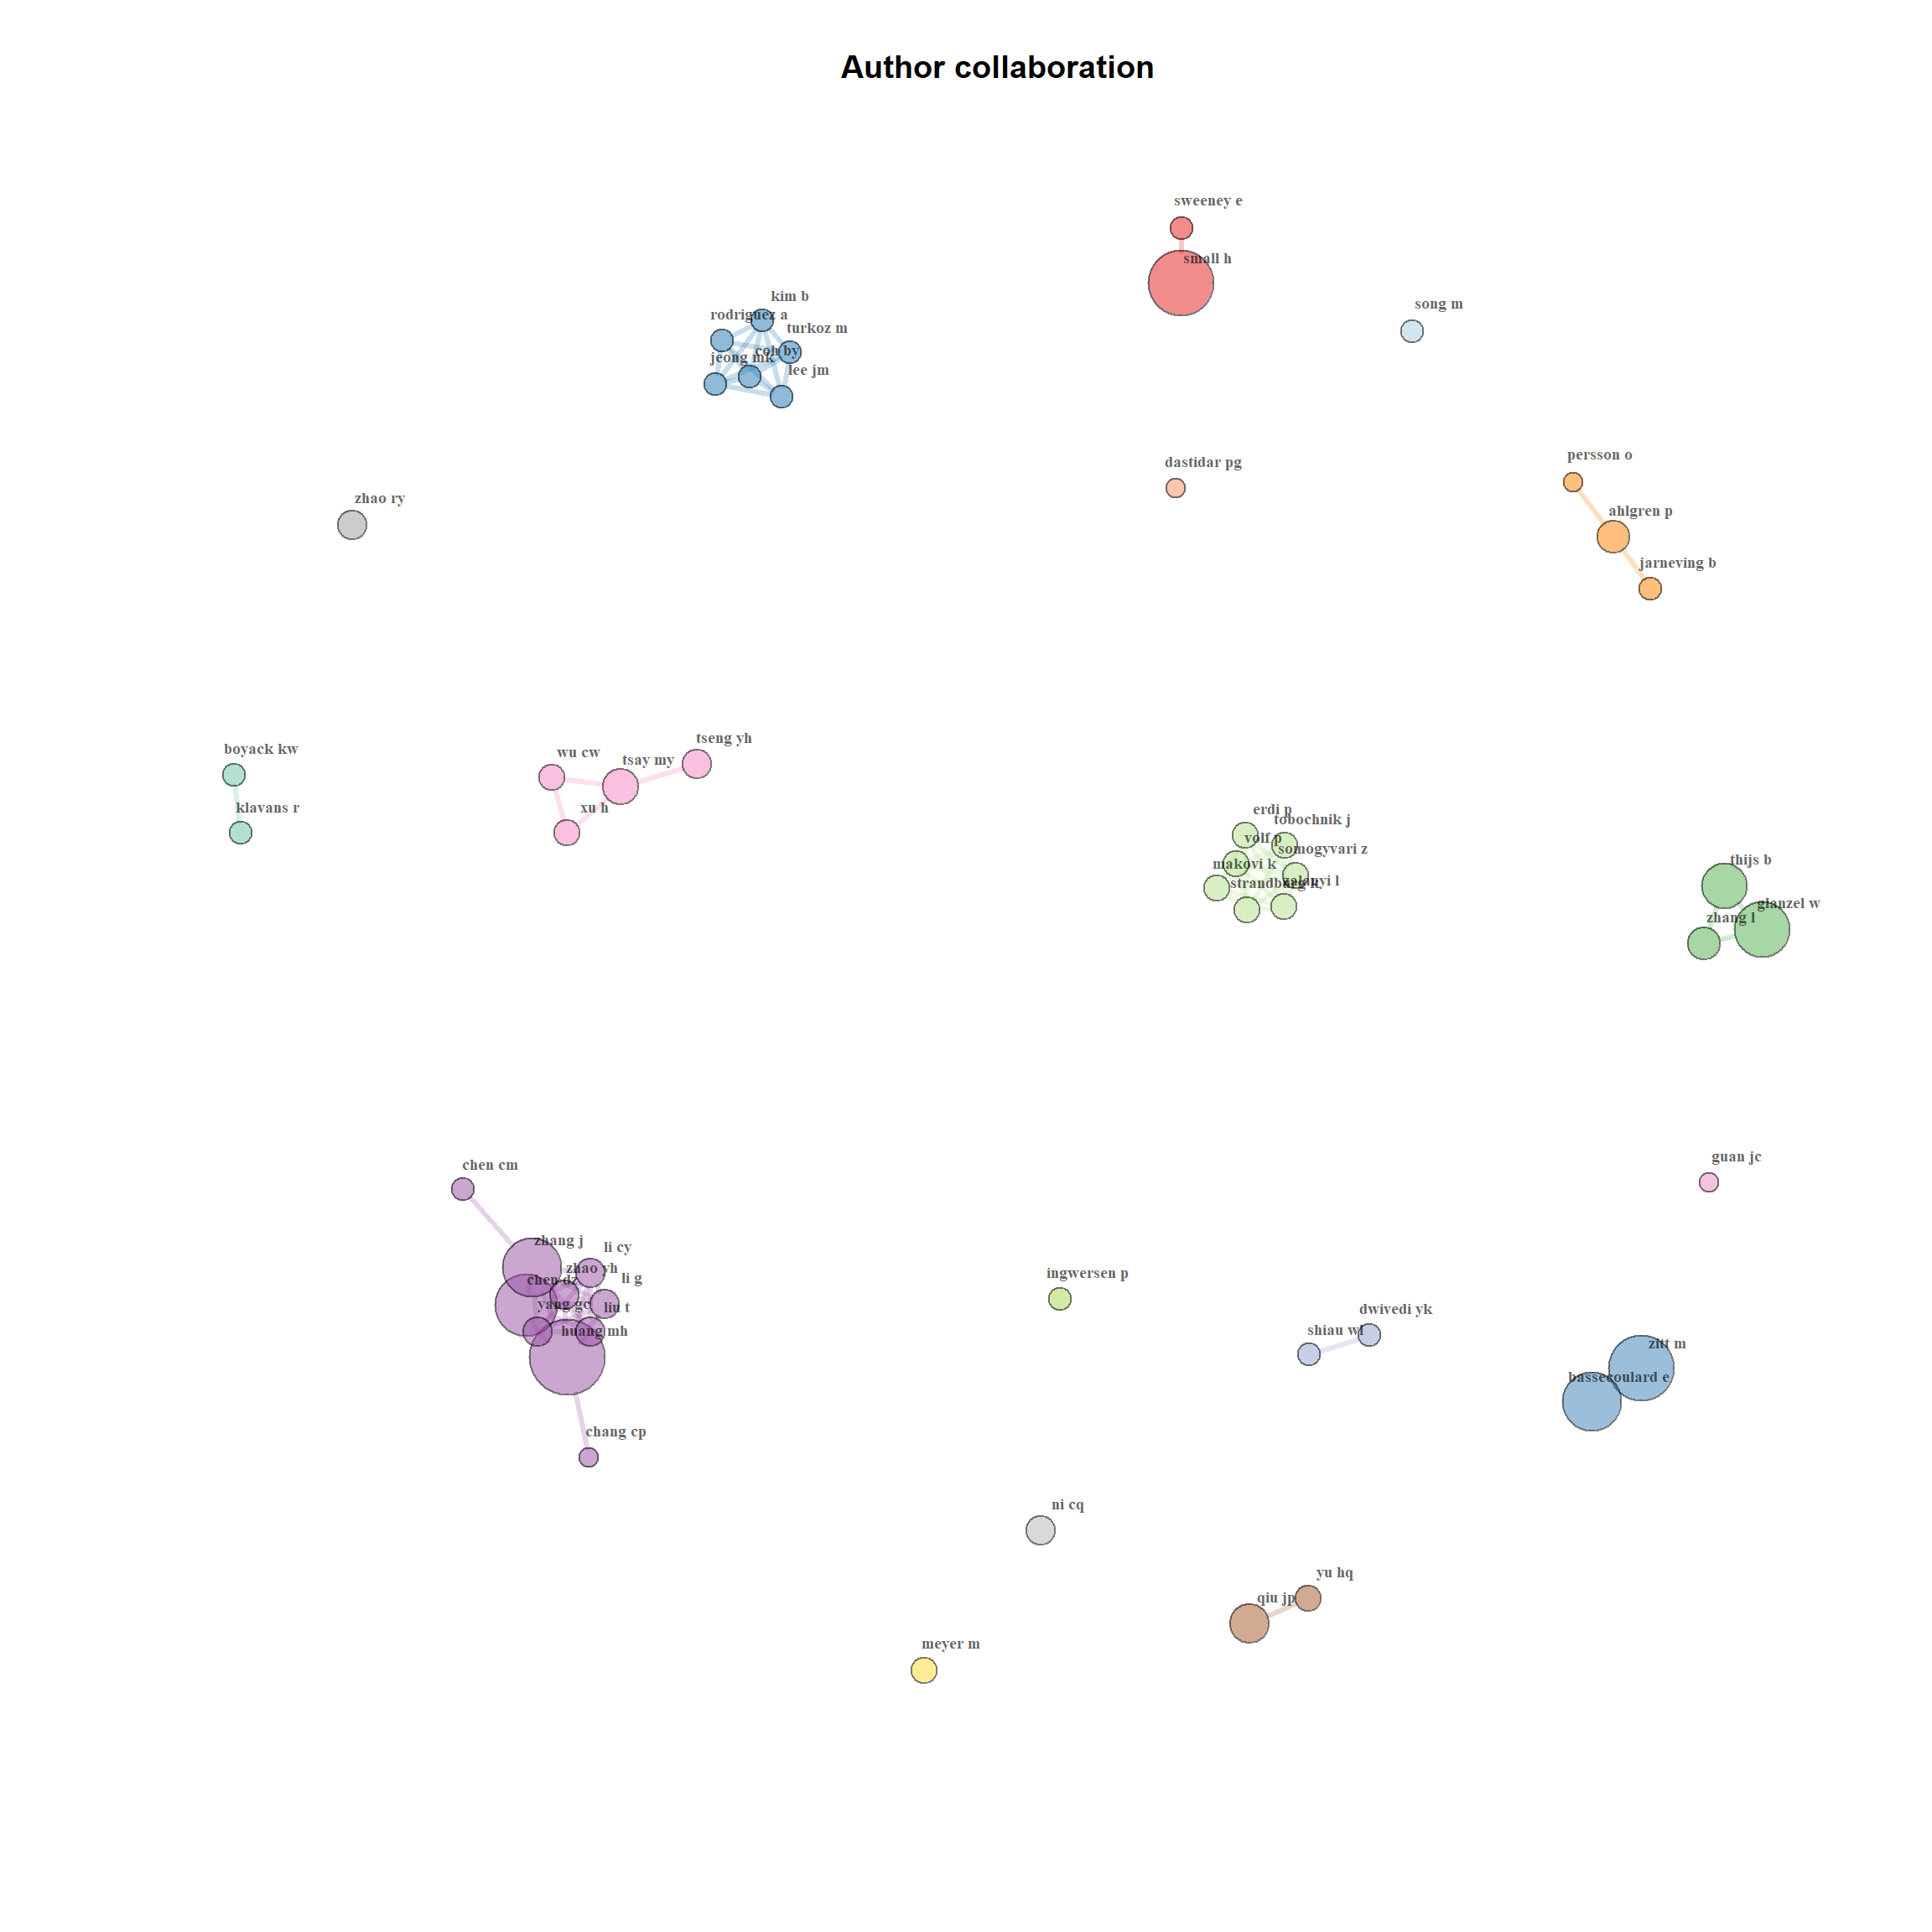 Author collaboration
sweeney e
small h
kim b
song m
rodriguez a
turkoz m
coh by
jeong mk
lee jm
persson o
dastidar pg
zhao ry
ahlgren p
jarneving b
tseng yh
boyack kw
wu cw
tsay my
klavans r
xu h
erdi p
tobochnik j
volf p
somogyvari z
makovi k
zalanyi l
thijs b
glanzel w
zhang l
chen cm
guan jc
zhang j
li cy
zhao yh
chen dz
li g
ingwersen p
yang gc
liu t
dwivedi yk
huang mh
shiau wl
zitt m
bassecoulard e
chang cp
ni cq
yu hq
qiu jp
meyer m